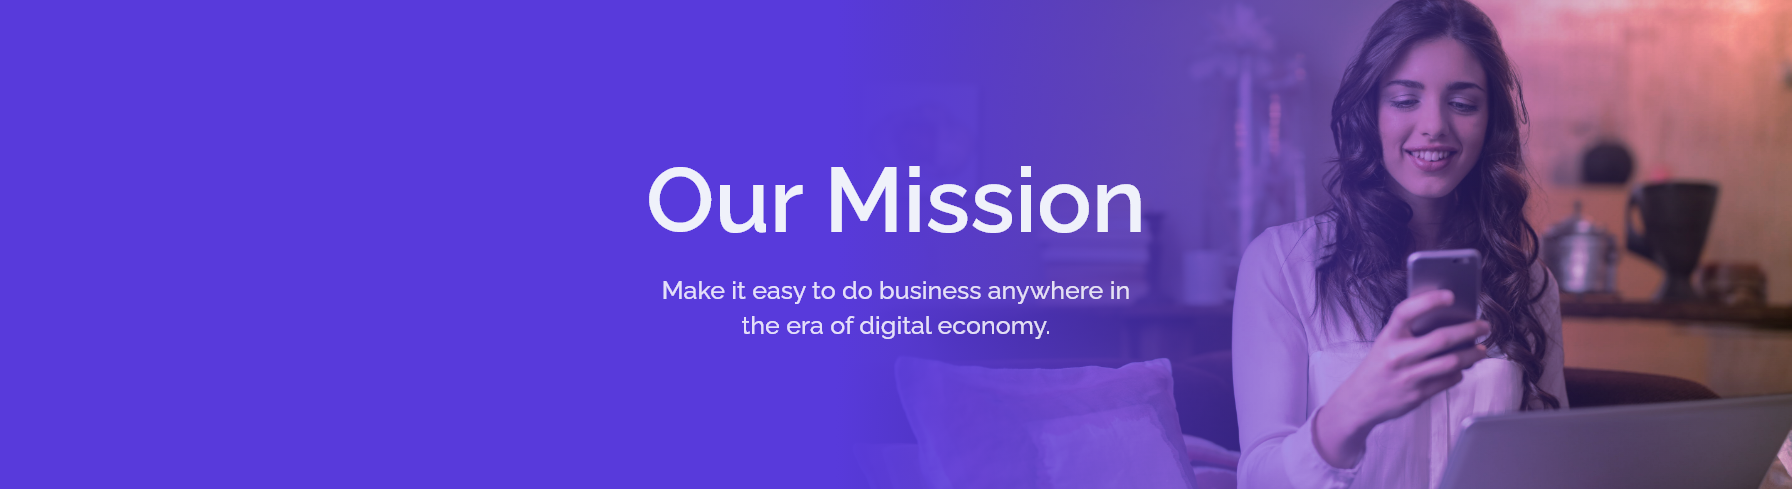 Our Mission
Make it easy to do business anywhere in
the era of digital economy.